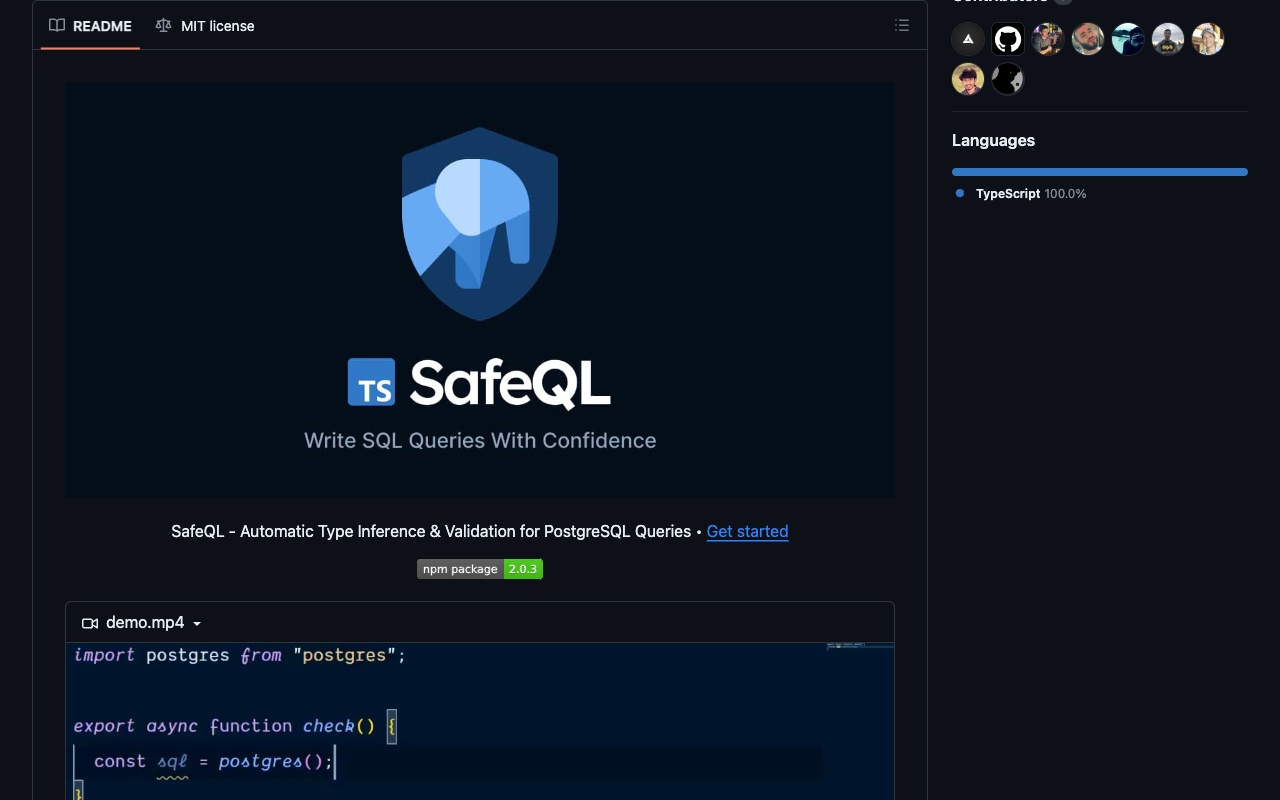 README
MIT license
TS SafeQL
Write SQL Queries With Confidence
SafeQL - Automatic Type Inference & Validation for PostgreSQL Queries • Get started
npm package 2.0.3
demo.mp4
import postgres from "postgres";
export async function check() {
const sql = postgres();
}
Languages
TypeScript 100.0%